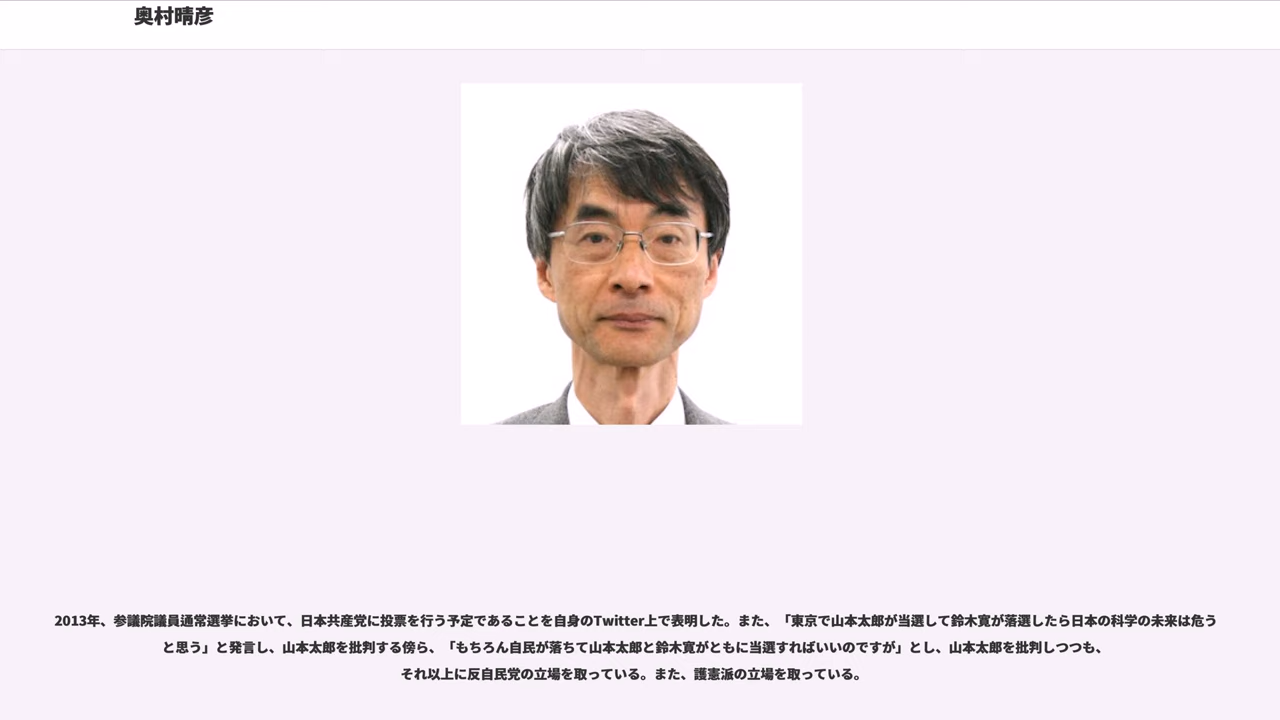 奥村晴彦
2013年、参議院議員通常選挙において、日本共産党に投票を行う予定であることを自身のTwitter上で表明した。また、「東京で山本太郎が当選して鈴木寛が落選したら日本の科学の未来は危う
と思う」と発言し、山本太郎を批判する傍ら、「もちろん自民が落ちて山本太郎と鈴木寛がともに当選すればいいのですが」とし、山本太郎を批判しつつも、
それ以上に反自民党の立場を取っている。また、護憲派の立場を取っている。